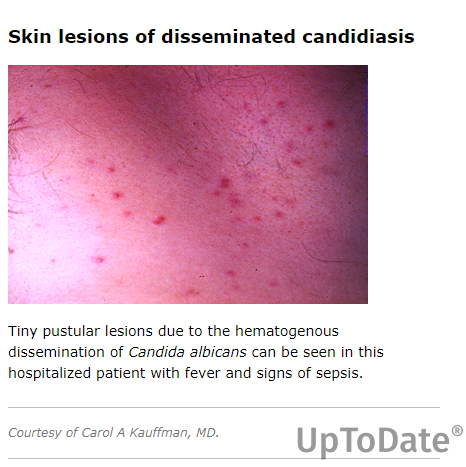 Skin lesions of disseminated candidiasis
Tiny pustular lesions due to the hematogenous
dissemination of Candida albicans can be seen in this
hospitalized patient with fever and signs of sepsis.
Courtesy of Carol A Kauffman, MD.
UpToDate®